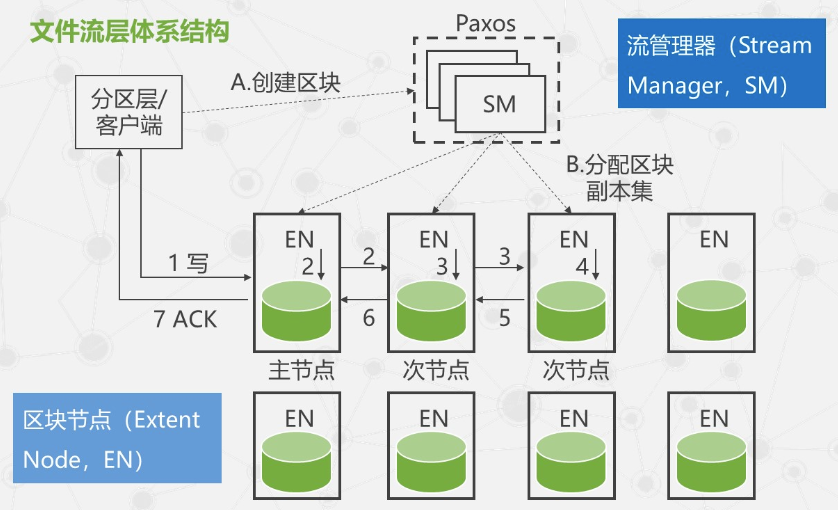 文件流层体系结构
Paxos
流管理器（Stream
Manager，SM）
A.创建区块
分区层/
客户端
SM
B.分配区块
副本集
EN
EN
EN
EN
1 写
2
2
3
3
4
7 ACK
6
5
主节点
次节点
次节点
区块节点（Extent
Node，EN）
EN
EN
EN
EN